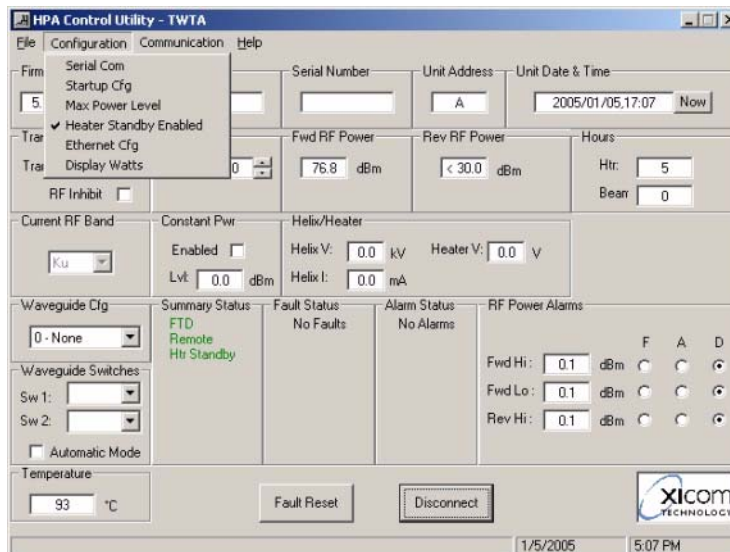 HPA Control Utility - TWTA
File Configuration Communication Help
Serial Com
Startup Cfg
Max Power Level
Heater Standby Enabled
Ethernet Cfg
Display Watts
Firm
5.
Serial Number
Unit Address
A
Unit Date & Time
2005/01/05,17:07 Now
Tran
Tran
RF Inhibit
0
Fwd RF Power
76.8 dBm
Rev RF Power
< 30.0 dBm
Hours
Htr: 5
Beam 0
Current RF Band
Ku
Constant Pwr
Enabled
Lvl: 0.0 dBm
Helix/Heater
Helix V: 0.0 kV Heater V: 0.0 V
Helix I: 0.0 mA
Waveguide Cfg
0 - None
Waveguide Switches
Sw 1:
Sw 2:
Automatic Mode
Summary Status
FTD
Remote
Htr Standby
Fault Status
No Faults
Alarm Status
No Alarms
RF Power Alarms
F A D
Fwd Hi: 0.1 dBm
Fwd Lo: 0.1 dBm
Rev Hi: 0.1 dBm
Temperature
93 °C
Fault Reset
Disconnect
XICOM
TECHNOLOGY
1/5/2005 5:07 PM